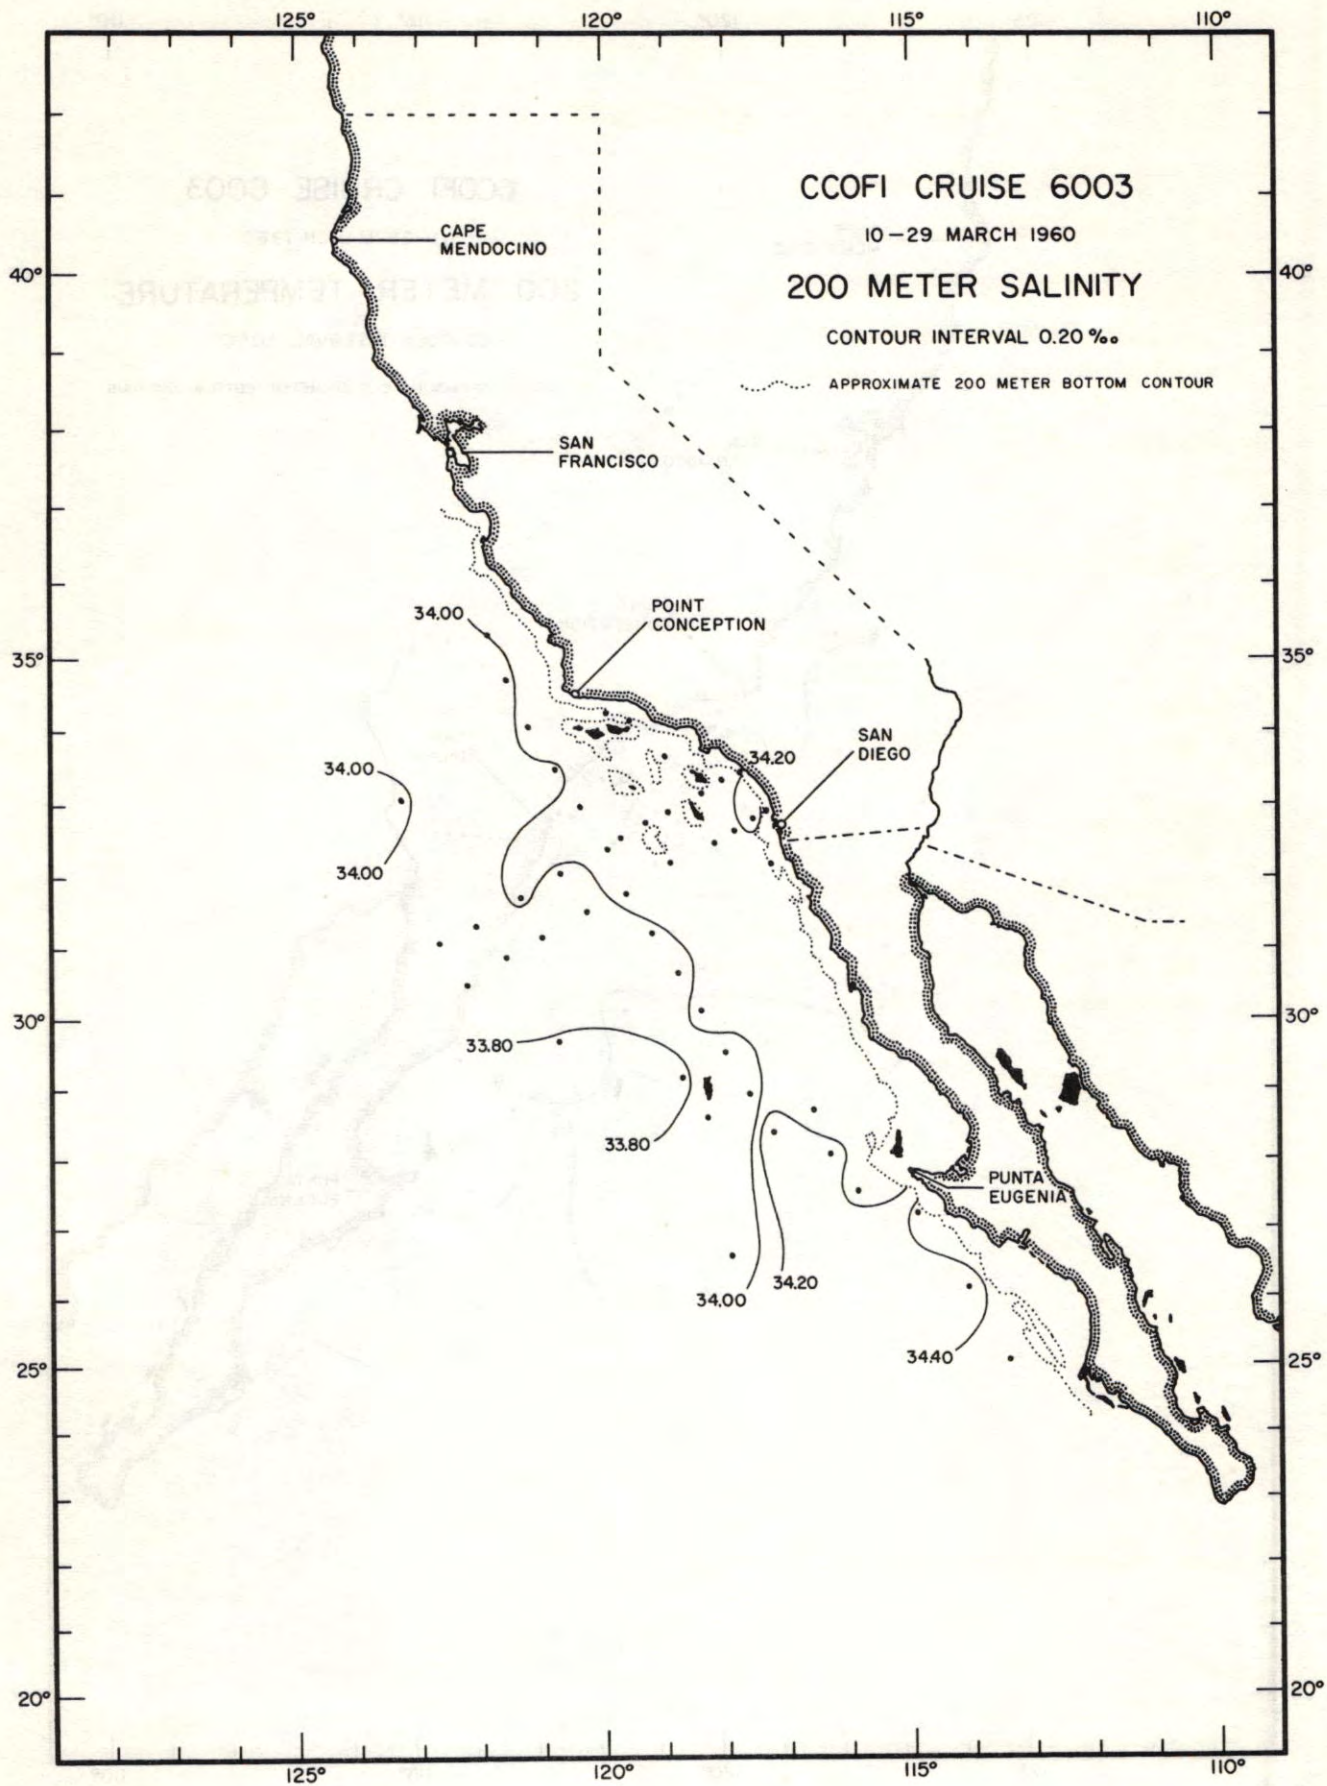 125° 120° 115° 110°
CCOFI CRUISE 6003
10-29 MARCH 1960
200 METER SALINITY
CONTOUR INTERVAL 0.20 ‰
APPROXIMATE 200 METER BOTTOM CONTOUR
CAPE
MENDOCINO
40° 40°
SAN
FRANCISCO
POINT
CONCEPTION
34.00
35° 35°
SAN
DIEGO
34.20
34.00
34.00
30° 30°
33.80
33.80
PUNTA
EUGENIA
34.20
34.00
34.40
25° 25°
20° 20°
125° 120° 115° 110°